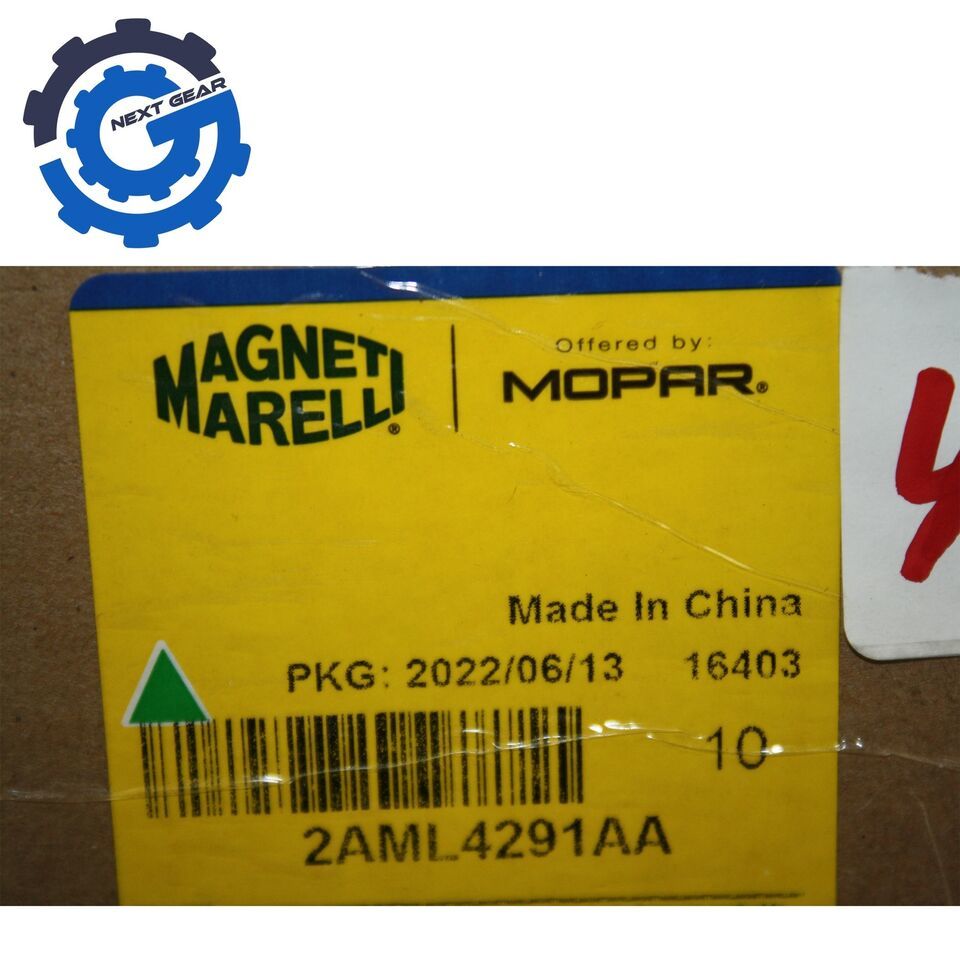 NEXT GEAR
MAGNETI
MARELLI®
Offered by:
MOPAR®
Made In China
PKG: 2022/06/13 16403
10
2AML4291AA